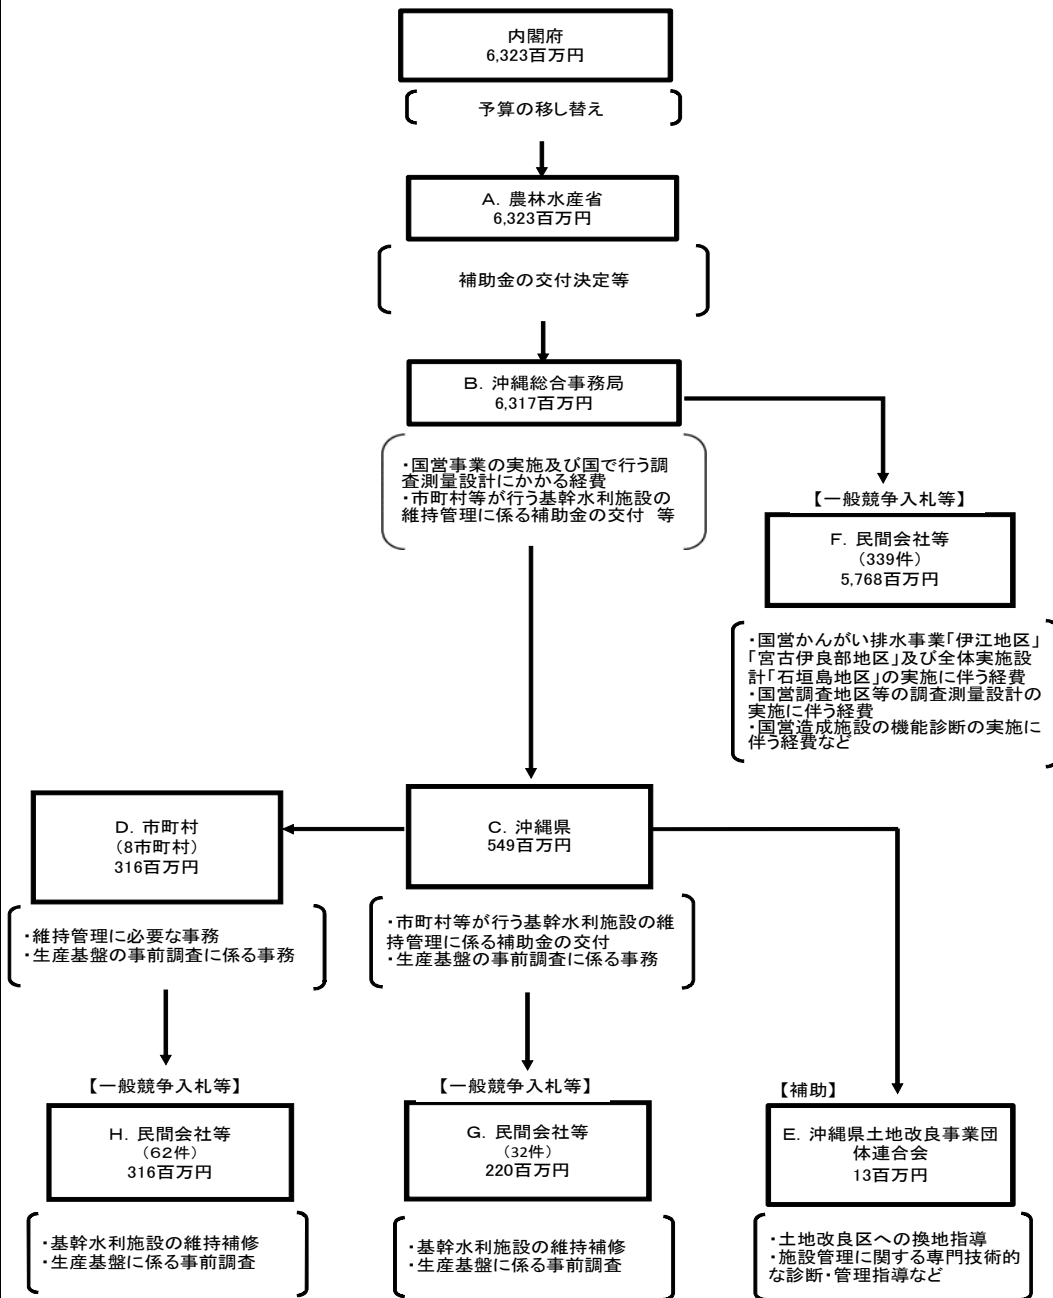 内閣府
6,323百万円
予算の移し替え
A. 農林水産省
6,323百万円
補助金の交付決定等
B. 沖縄総合事務局
6,317百万円
・国営事業の実施及び国で行う調
査測量設計にかかる経費
・市町村等が行う基幹水利施設の
維持管理に係る補助金の交付 等
【一般競争入札等】
F. 民間会社等
(339件)
5,768百万円
・国営かんがい排水事業「伊江地区」
「宮古伊良部地区」及び全体実施設
計「石垣島地区」の実施に伴う経費
・国営調査地区等の調査測量設計の
実施に伴う経費
・国営造成施設の機能診断の実施に
伴う経費など
D. 市町村
(8市町村)
316百万円
・維持管理に必要な事務
・生産基盤の事前調査に係る事務
C. 沖縄県
549百万円
・市町村等が行う基幹水利施設の維
持管理に係る補助金の交付
・生産基盤の事前調査に係る事務
【一般競争入札等】
H. 民間会社等
(62件)
316百万円
・基幹水利施設の維持補修
・生産基盤に係る事前調査
【一般競争入札等】
G. 民間会社等
(32件)
220百万円
・基幹水利施設の維持補修
・生産基盤に係る事前調査
【補助】
E. 沖縄県土地改良事業団
体連合会
13百万円
・土地改良区への換地指導
・施設管理に関する専門技術的
な診断・管理指導など